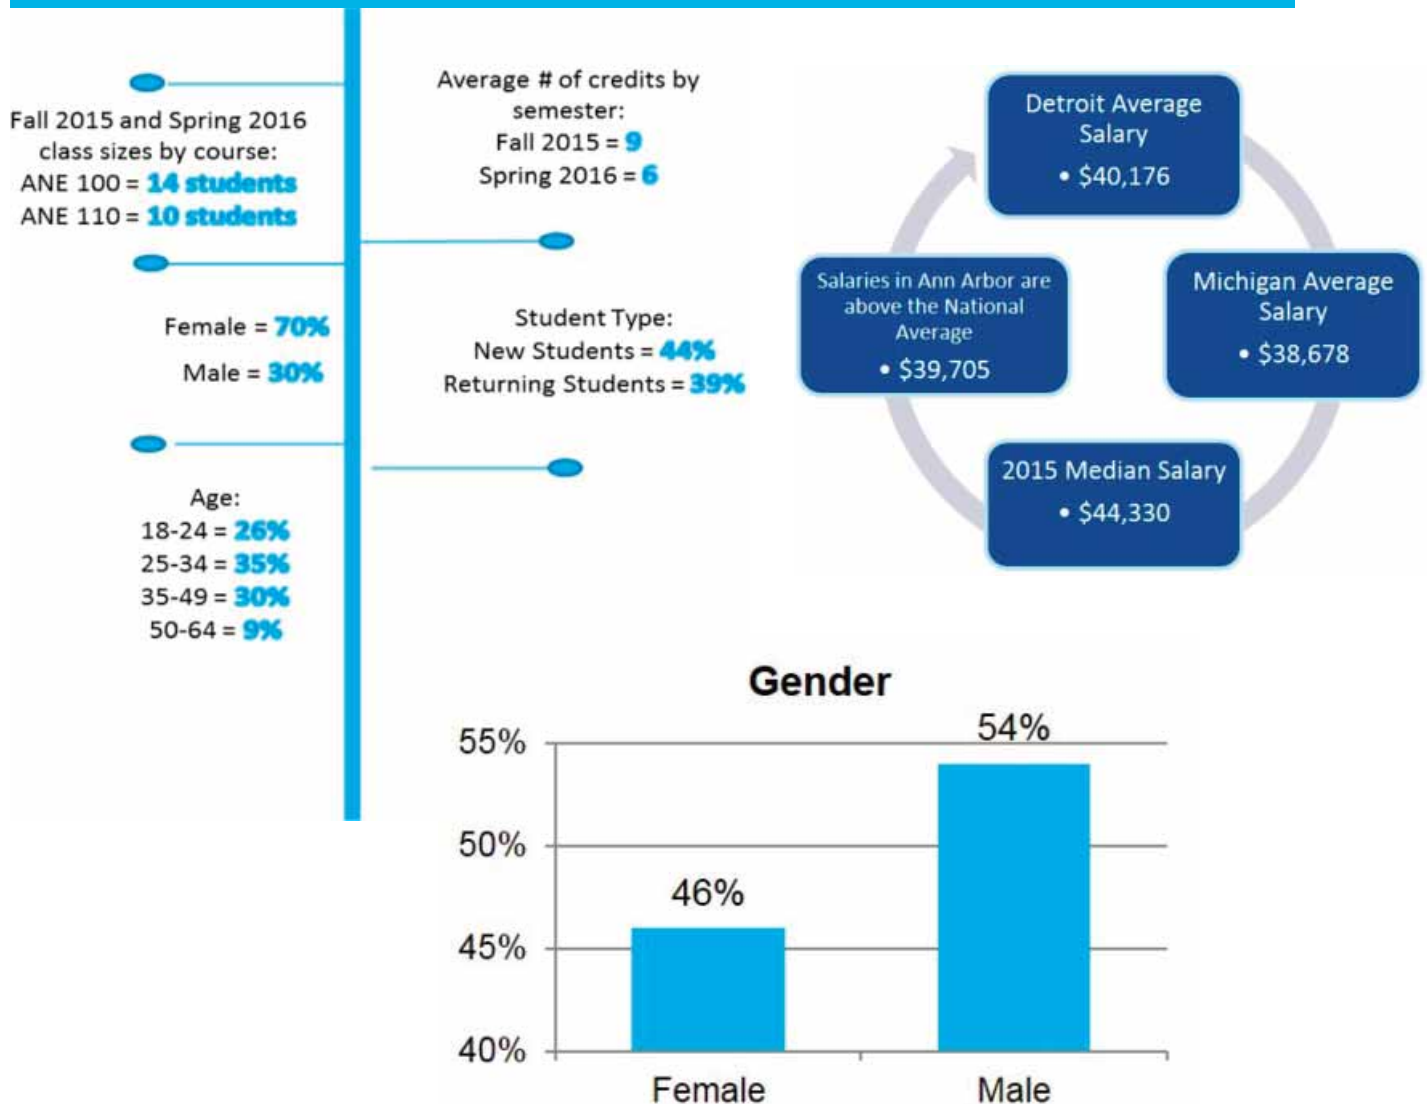 Fall 2015 and Spring 2016
class sizes by course:
ANE 100 = 14 students
ANE 110 = 10 students
Female = 70%
Male = 30%
Age:
18-24 = 26%
25-34 = 35%
35-49 = 30%
50-64 = 9%
Average # of credits by
semester:
Fall 2015 = 9
Spring 2016 = 6
Student Type:
New Students = 44%
Returning Students = 39%
Detroit Average
Salary
• $40,176
Michigan Average
Salary
• $38,678
2015 Median Salary
• $44,330
Salaries in Ann Arbor are
above the National
Average
• $39,705
Gender
55%
50%
45%
40%
46%
54%
Female
Male